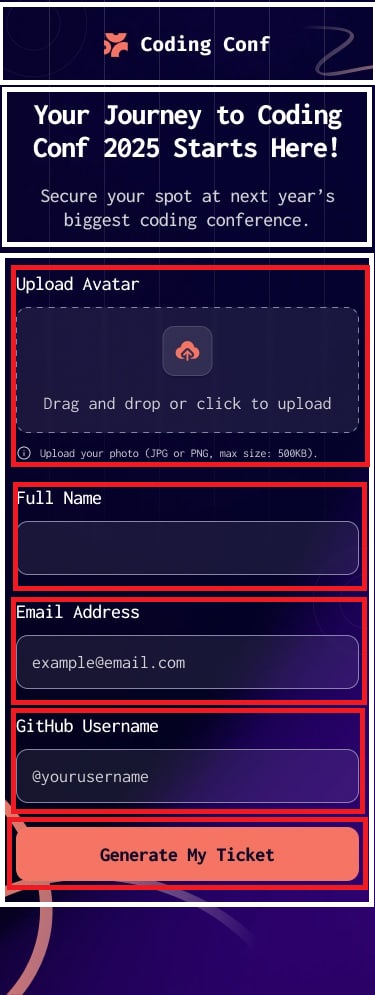 Coding Conf
Your Journey to Coding
Conf 2025 Starts Here!
Secure your spot at next year’s
biggest coding conference.
Upload Avatar
Drag and drop or click to upload
Upload your photo (JPG or PNG, max size: 500KB).
Full Name
Email Address
example@email.com
GitHub Username
@yourusername
Generate My Ticket